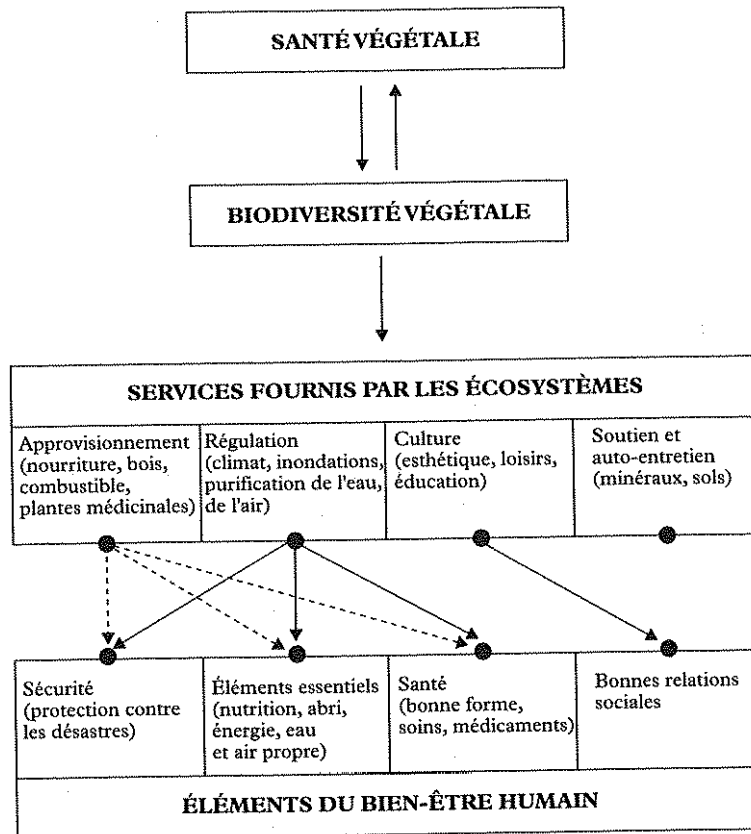 SANTÉ VÉGÉTALE
BIODIVERSITÉ VÉGÉTALE
SERVICES FOURNIS PAR LES ÉCOSYSTÈMES
Approvisionnement
(nourriture, bois,
combustible,
plantes médicinales)
Régulation
(climat, inondations,
purification de l'eau,
de l'air)
Culture
(esthétique, loisirs,
éducation)
Soutien et
auto-entretien
(minéraux, sols)
Sécurité
(protection contre
les désastres)
Éléments essentiels
(nutrition, abri,
énergie, eau
et air propre)
Santé
(bonne forme,
soins, médicaments)
Bonnes relations
sociales
ÉLÉMENTS DU BIEN-ÊTRE HUMAIN